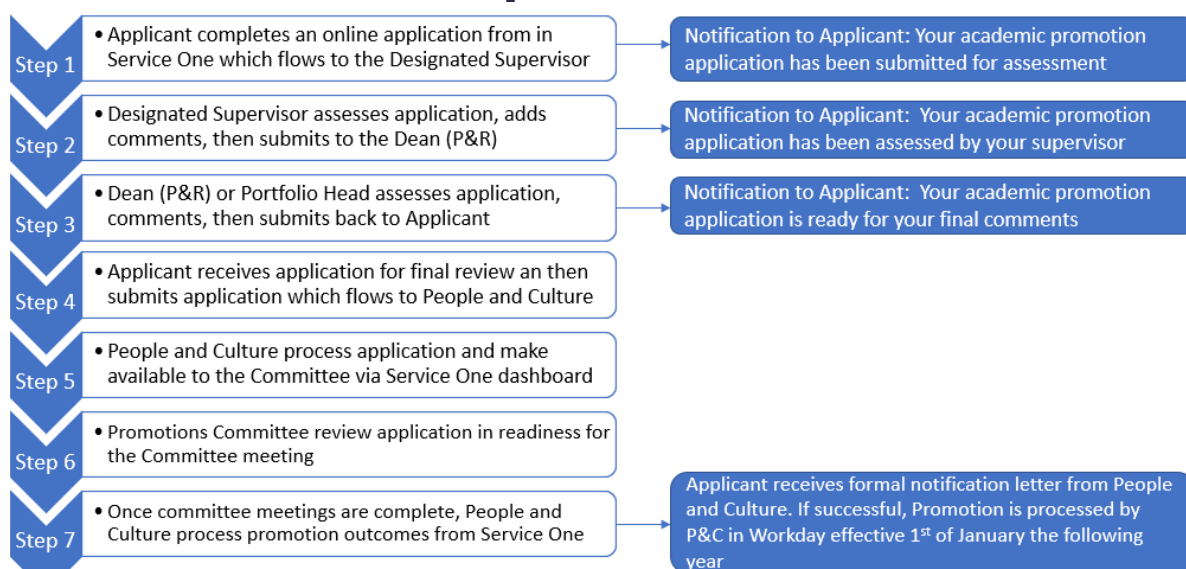 Step 1
• Applicant completes an online application from in
Service One which flows to the Designated Supervisor
Notification to Applicant: Your academic promotion
application has been submitted for assessment
Step 2
• Designated Supervisor assesses application, adds
comments, then submits to the Dean (P&R)
Notification to Applicant:  Your academic promotion
application has been assessed by your supervisor
Step 3
• Dean (P&R) or Portfolio Head assesses application,
comments, then submits back to Applicant
Notification to Applicant:  Your academic promotion
application is ready for your final comments
Step 4
• Applicant receives application for final review an then
submits application which flows to People and Culture
Step 5
• People and Culture process application and make
available to the Committee via Service One dashboard
Step 6
• Promotions Committee review application in readiness for
the Committee meeting
Step 7
• Once committee meetings are complete, People and
Culture process promotion outcomes from Service One
Applicant receives formal notification letter from People
and Culture. If successful, Promotion is processed by
P&C in Workday effective 1st of January the following
year